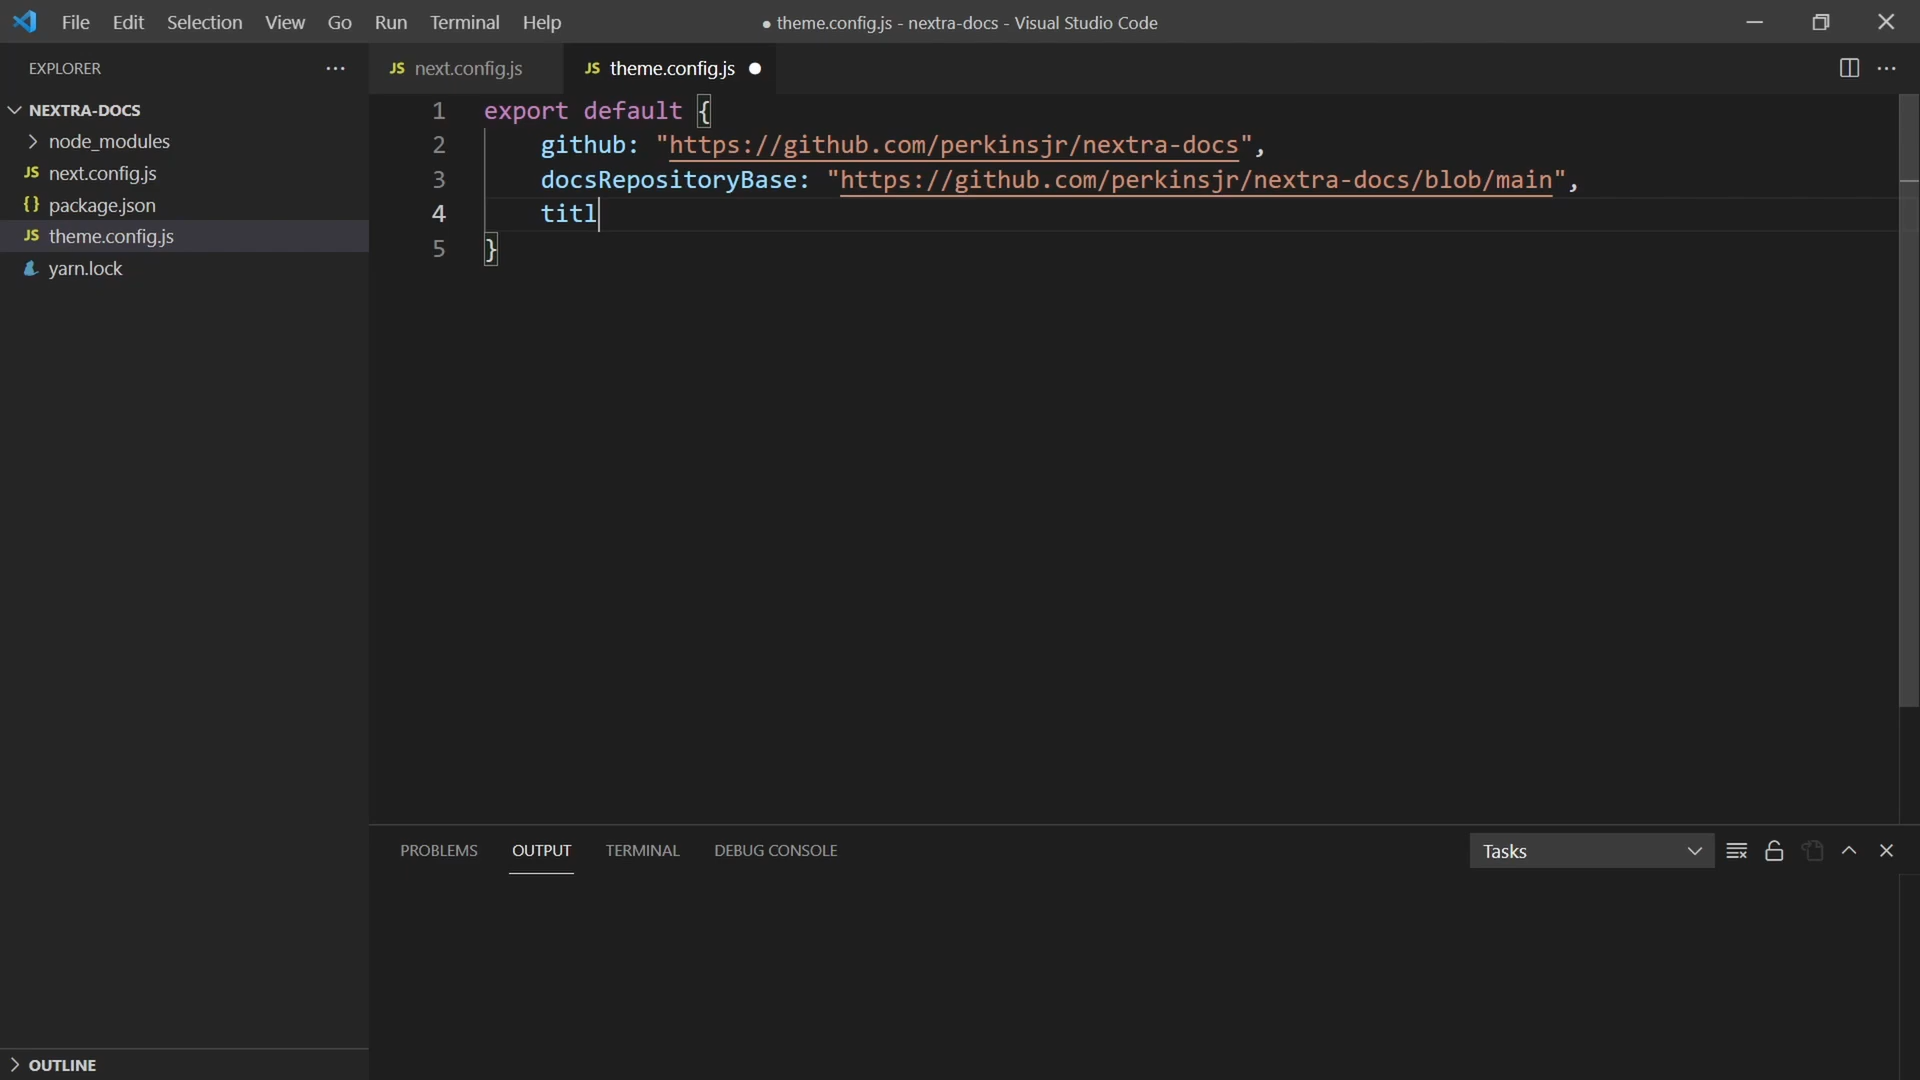 File Edit Selection View Go Run Terminal Help ● theme.config.js - nextra-docs - Visual Studio Code
EXPLORER
JS next.config.js JS theme.config.js
NEXTRA-DOCS
node_modules
JS next.config.js
{} package.json
JS theme.config.js
yarn.lock
1 export default {
2 github: "https://github.com/perkinsjr/nextra-docs",
3 docsRepositoryBase: "https://github.com/perkinsjr/nextra-docs/blob/main",
4 titl
5 }
PROBLEMS OUTPUT TERMINAL DEBUG CONSOLE Tasks
OUTLINE